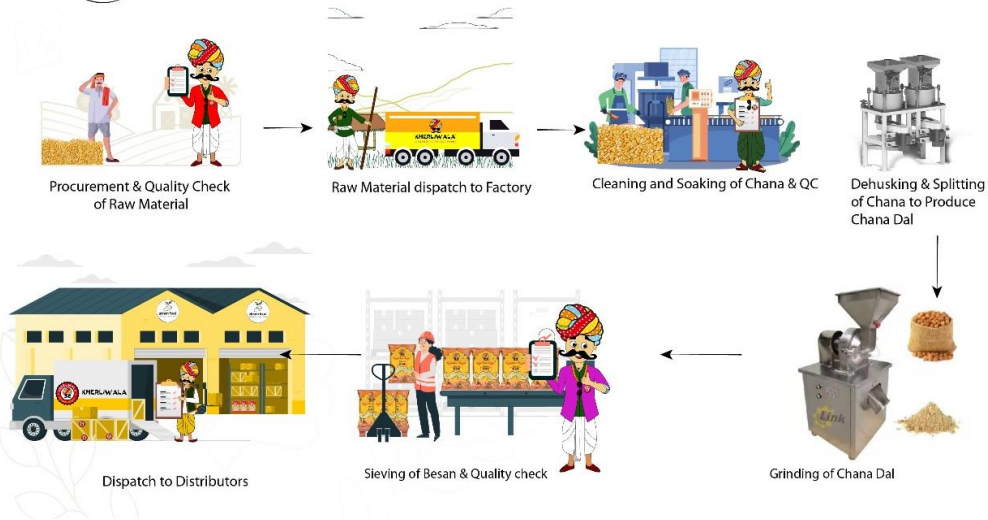 KHERLIWALA
Procurement & Quality Check
of Raw Material
Raw Material dispatch to Factory
Cleaning and Soaking of Chana & QC
Dehusking & Splitting
of Chana to Produce
Chana Dal
KHERLIWALA
Link
Dispatch to Distributors
Sieving of Besan & Quality check
Grinding of Chana Dal